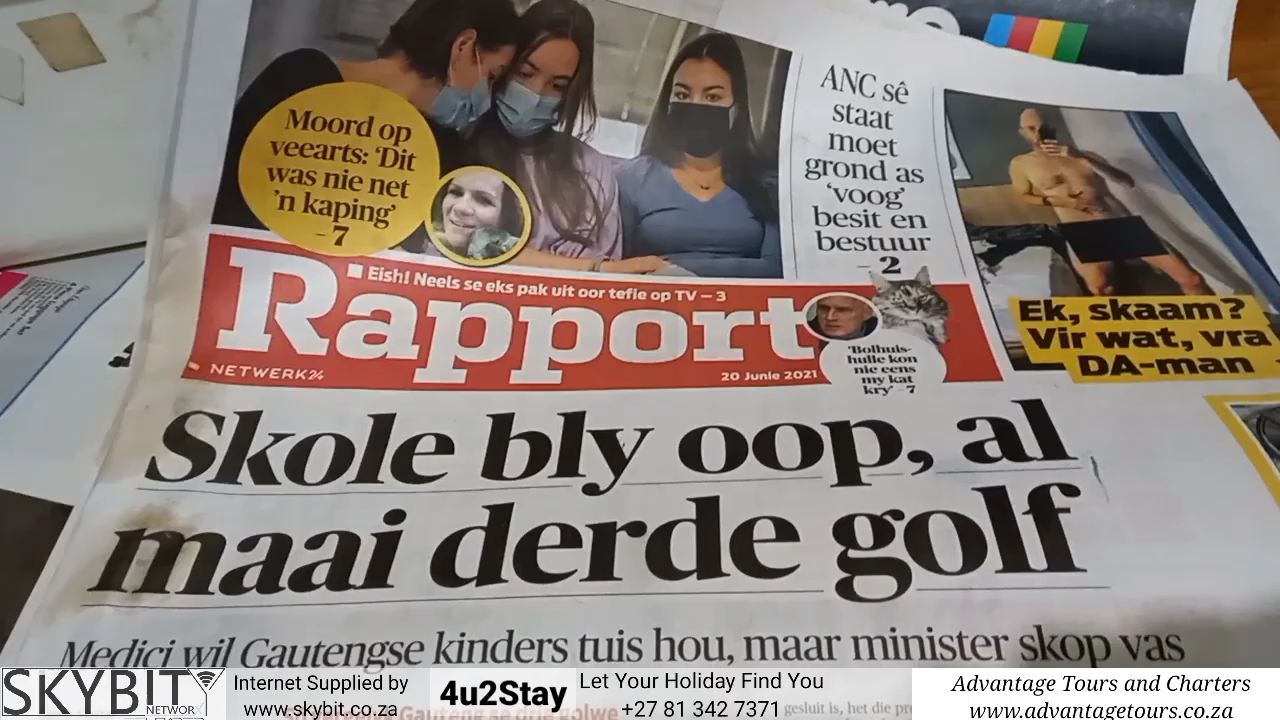 Moord op
veearts: ‘Dit
was nie net
’n kaping’
– 7
ANC sê
staat
moet
grond as
‘voog’
besit en
bestuur
– 2
Ek, skaam?
Vir wat, vra
DA-man
Eish! Neels se eks pak uit oor tefie op TV – 3
Rapport
NETWERK24
20 Junie 2021
‘Bolhuis-
hulle kon
nie eens
my kat
kry’ – 7
Skole bly oop, al
maai derde golf
Medici wil Gautengse kinders tuis hou, maar minister skop vas
SKYBIT
NETWORK
Internet Supplied by
www.skybit.co.za
4u2Stay
Let Your Holiday Find You
+27 81 342 7371
gesluit is, het die
Advantage Tours and Charters
www.advantagetours.co.za